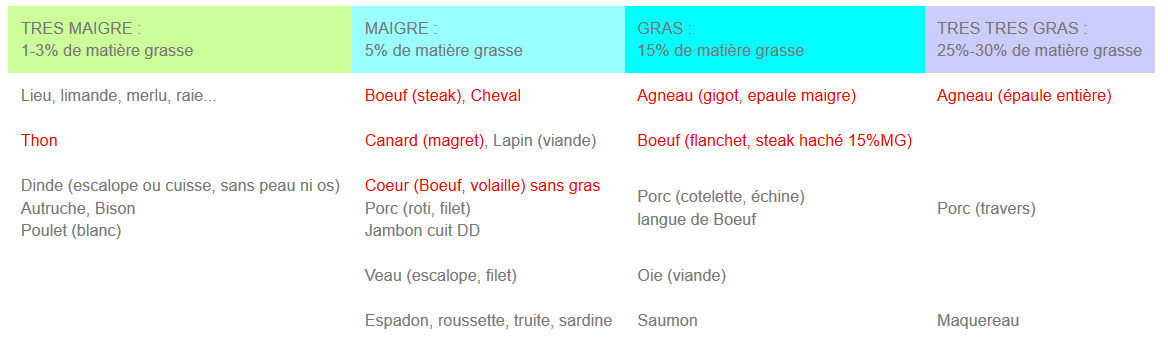 TRES MAIGRE :
1-3% de matière grasse
MAIGRE :
5% de matière grasse
GRAS :
15% de matière grasse
TRES TRES GRAS :
25%-30% de matière grasse
Lieu, limande, merlu, raie...
Boeuf (steak), Cheval
Agneau (gigot, epaule maigre)
Agneau (épaule entière)
Thon
Canard (magret), Lapin (viande)
Boeuf (flanchet, steak haché 15%MG)
Dinde (escalope ou cuisse, sans peau ni os)
Autruche, Bison
Poulet (blanc)
Coeur (Boeuf, volaille) sans gras
Porc (roti, filet)
Jambon cuit DD
Porc (cotelette, échine)
langue de Boeuf
Porc (travers)
Veau (escalope, filet)
Oie (viande)
Espadon, roussette, truite, sardine
Saumon
Maquereau